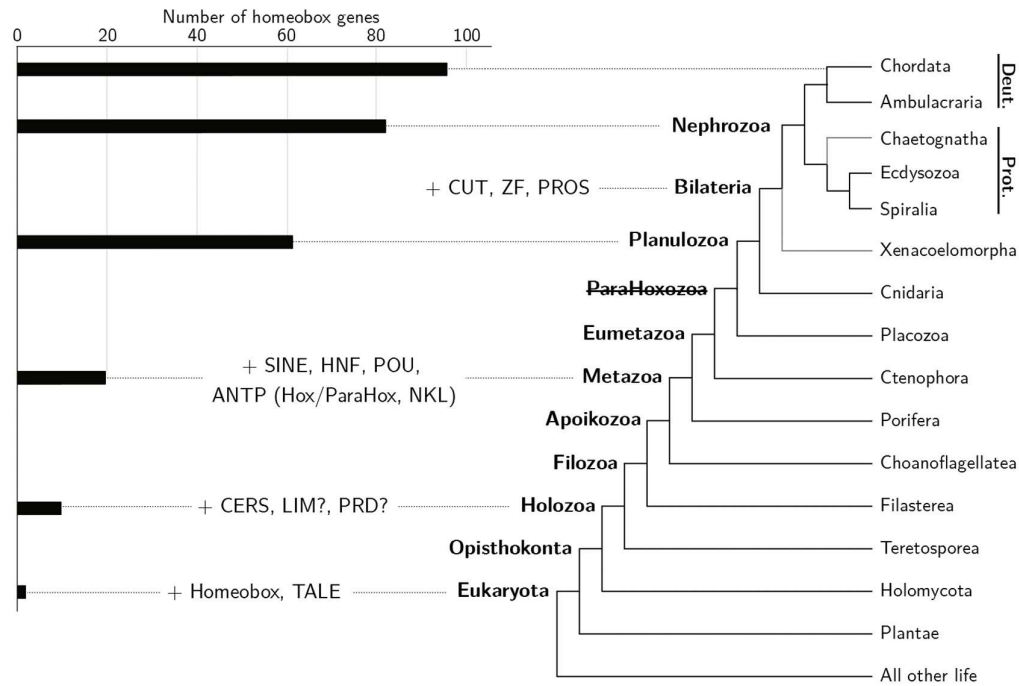 Number of homeobox genes
0 20 40 60 80 100
Chordata
Deut.
Ambulacraria
Nephrozoa
Chaetognatha
Prot.
Ecdysozoa
+ CUT, ZF, PROS
Bilateria
Spiralia
Planulozoa
Xenacoelomorpha
ParaHoxozoa
Cnidaria
Eumetazoa
Placozoa
+ SINE, HNF, POU,
ANTP (Hox/ParaHox, NKL)
Metazoa
Ctenophora
Apoikozoa
Porifera
Filozoa
Choanoflagellatea
+ CERS, LIM?, PRD?
Holozoa
Filasterea
Opisthokonta
Teretosporea
+ Homeobox, TALE
Eukaryota
Holomycota
Plantae
All other life